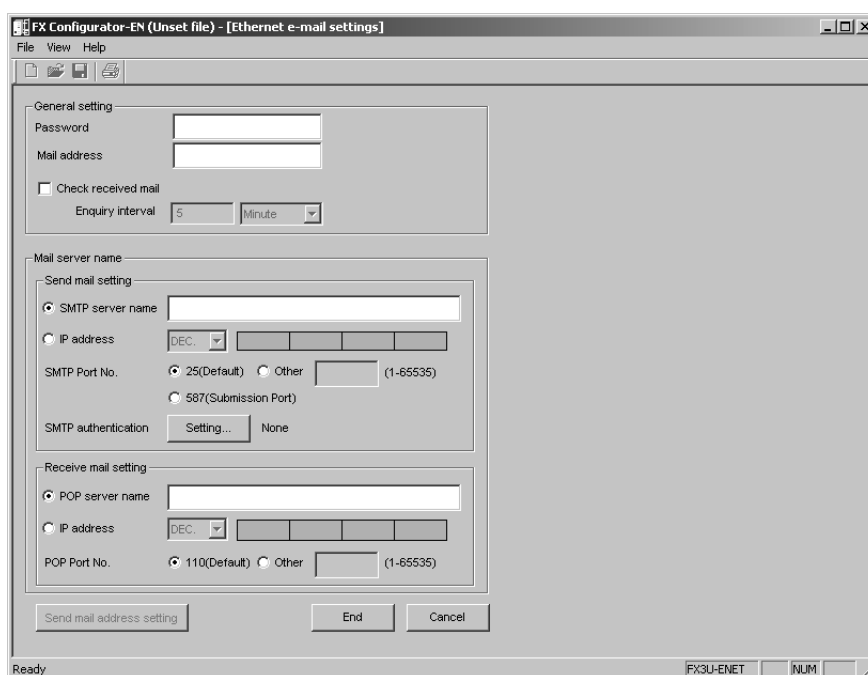 FX Configurator-EN (Unset file) - [Ethernet e-mail settings]
File View Help
General setting
Password
Mail address
Check received mail
Enquiry interval 5 Minute
Mail server name
Send mail setting
SMTP server name
IP address DEC.
SMTP Port No. 25(Default) Other (1-65535)
587(Submission Port)
SMTP authentication Setting... None
Receive mail setting
POP server name
IP address DEC.
POP Port No. 110(Default) Other (1-65535)
Send mail address setting End Cancel
Ready FX3U-ENET NUM